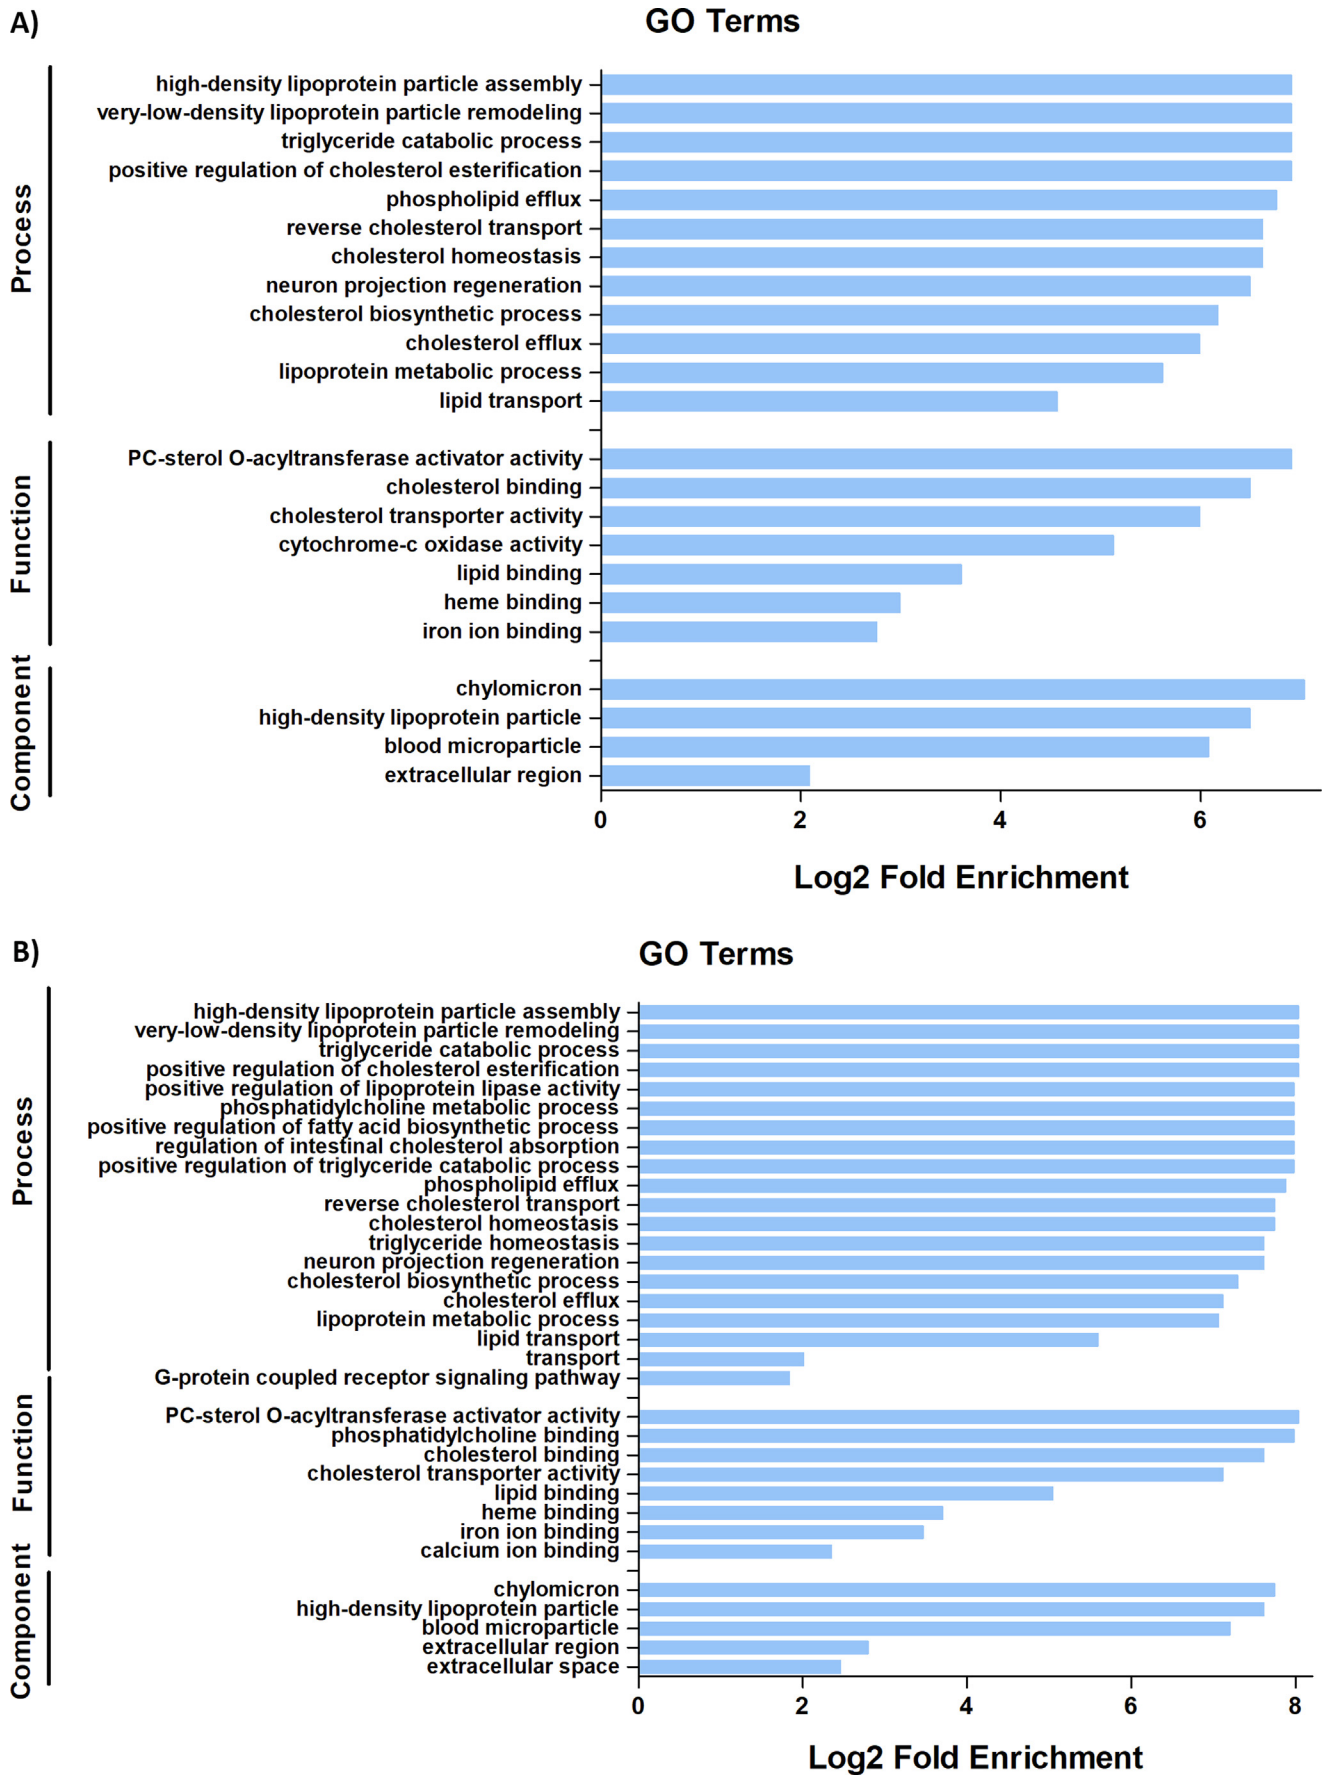 A)
GO Terms
Process
high-density lipoprotein particle assembly
very-low-density lipoprotein particle remodeling
triglyceride catabolic process
positive regulation of cholesterol esterification
phospholipid efflux
reverse cholesterol transport
cholesterol homeostasis
neuron projection regeneration
cholesterol biosynthetic process
cholesterol efflux
lipoprotein metabolic process
lipid transport
Function
PC-sterol O-acyltransferase activator activity
cholesterol binding
cholesterol transporter activity
cytochrome-c oxidase activity
lipid binding
heme binding
iron ion binding
Component
chylomicron
high-density lipoprotein particle
blood microparticle
extracellular region
0 2 4 6
Log2 Fold Enrichment
B)
GO Terms
Process
high-density lipoprotein particle assembly
very-low-density lipoprotein particle remodeling
triglyceride catabolic process
positive regulation of cholesterol esterification
positive regulation of lipoprotein lipase activity
phosphatidylcholine metabolic process
positive regulation of fatty acid biosynthetic process
regulation of intestinal cholesterol absorption
positive regulation of triglyceride catabolic process
phospholipid efflux
reverse cholesterol transport
cholesterol homeostasis
triglyceride homeostasis
neuron projection regeneration
cholesterol biosynthetic process
cholesterol efflux
lipoprotein metabolic process
lipid transport
transport
G-protein coupled receptor signaling pathway
Function
PC-sterol O-acyltransferase activator activity
phosphatidylcholine binding
cholesterol binding
cholesterol transporter activity
lipid binding
heme binding
iron ion binding
calcium ion binding
Component
chylomicron
high-density lipoprotein particle
blood microparticle
extracellular region
extracellular space
0 2 4 6 8
Log2 Fold Enrichment